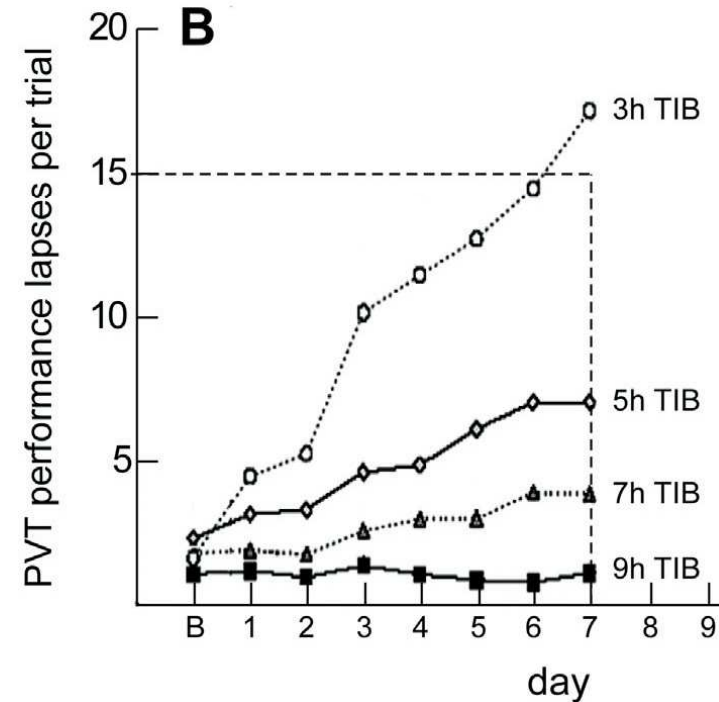 B
PVT performance lapses per trial
20
15
10
5
3h TIB
5h TIB
7h TIB
9h TIB
B 1 2 3 4 5 6 7 8 9
day